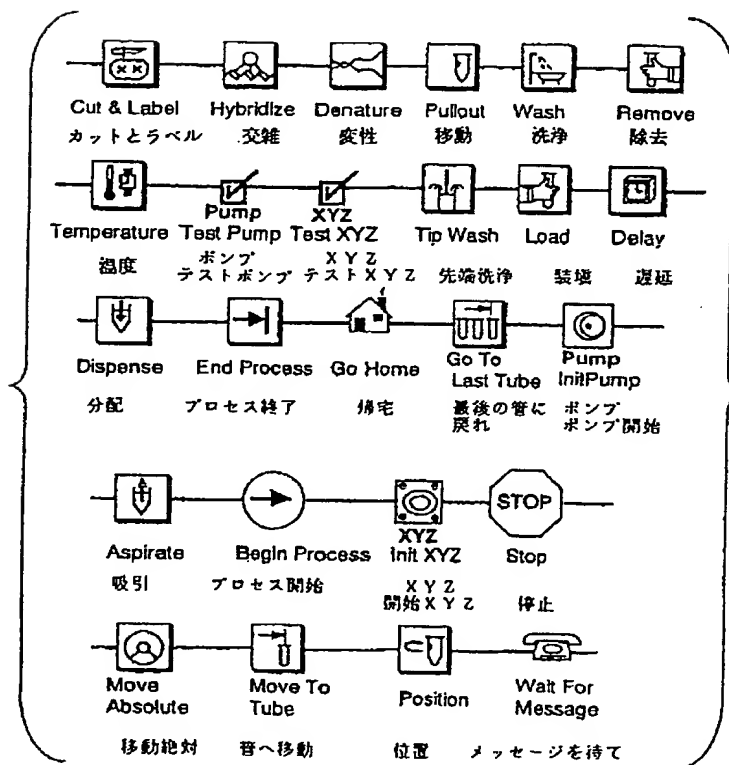 Cut & Label Hybridize Denature Pullout Wash Remove
カットとラベル 交雑 変性 移動 洗浄 除去
Pump XYZ
Temperature Test Pump Test XYZ Tip Wash Load Delay
ポンプ XYZ
温度 テストポンプ テストXYZ 先端洗浄 装塡 遅延
Dispense End Process Go Home Go To Pump
Last Tube InitPump
分配 プロセス終了 帰宅 最後の管に ポンプ
戻れ ポンプ開始
STOP
XYZ
Aspirate Begin Process Init XYZ Stop
吸引 プロセス開始 XYZ
開始XYZ 停止
Move Move To Position Wait For
Absolute Tube Message
移動絶対 管へ移動 位置 メッセージを待て